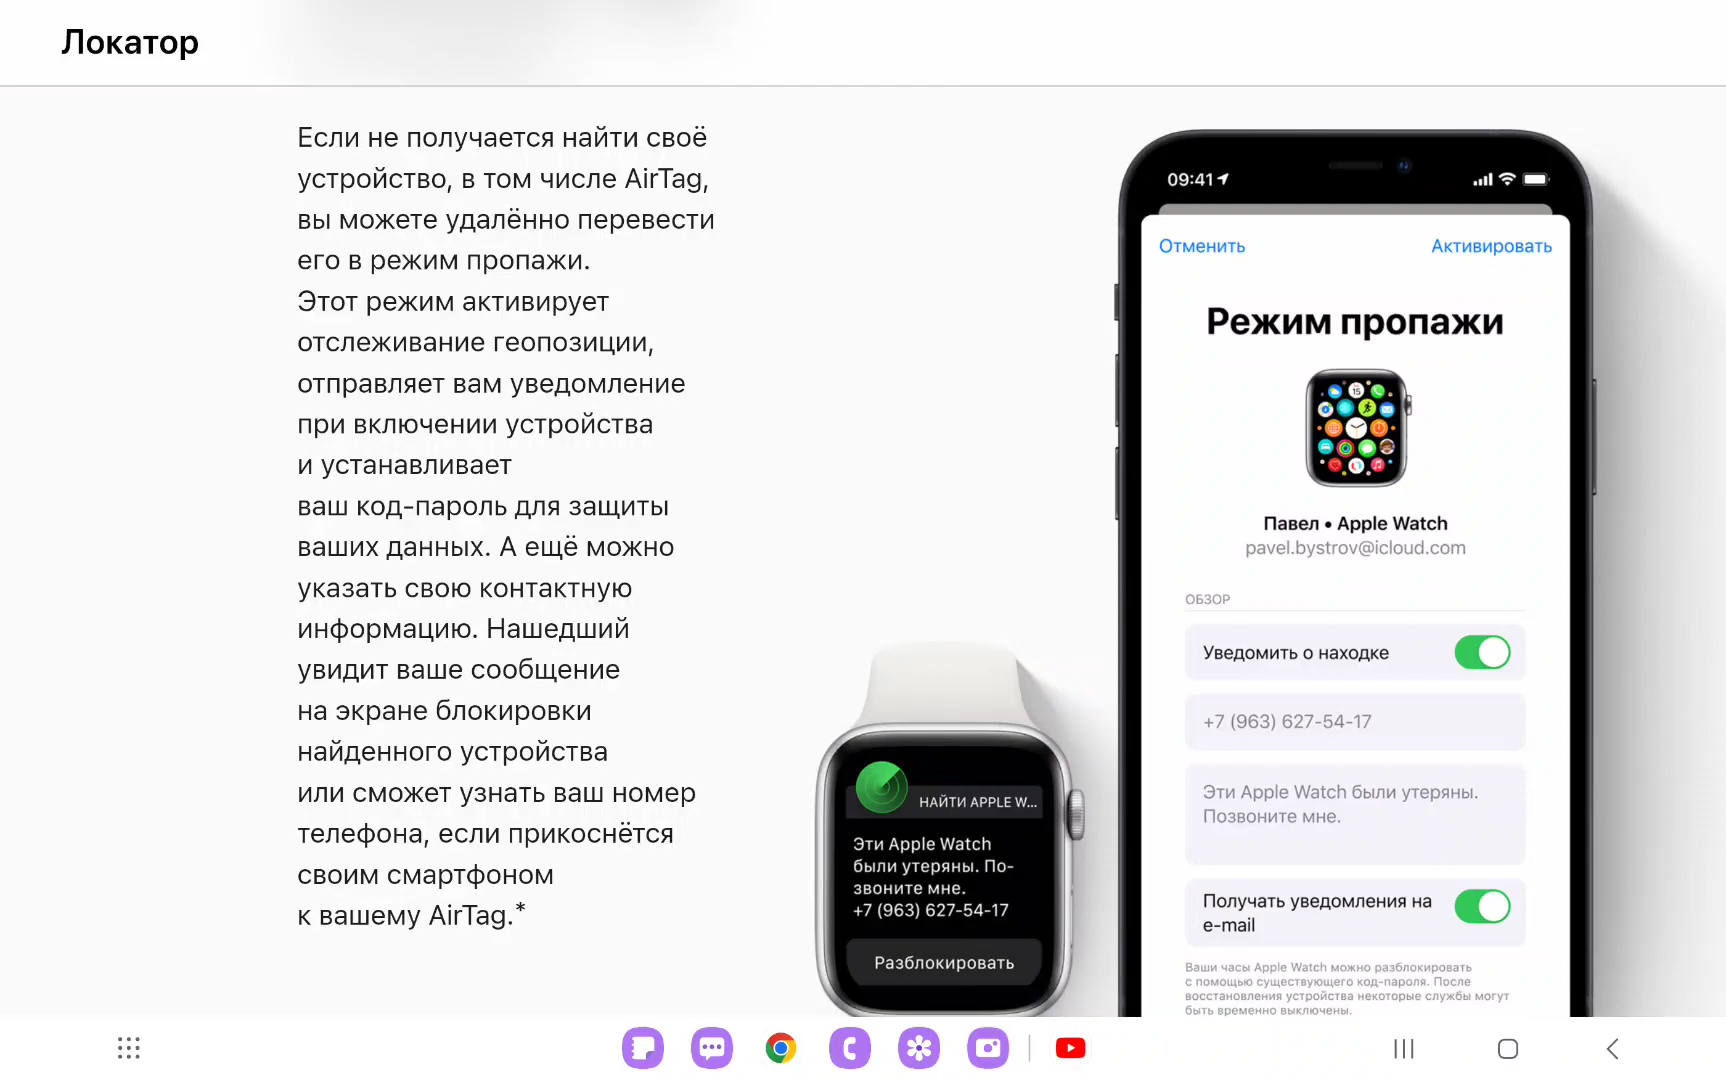 Локатор
Если не получается найти своё
устройство, в том числе AirTag,
вы можете удалённо перевести
его в режим пропажи.
Этот режим активирует
отслеживание геопозиции,
отправляет вам уведомление
при включении устройства
и устанавливает
ваш код-пароль для защиты
ваших данных. А ещё можно
указать свою контактную
информацию. Нашедший
увидит ваше сообщение
на экране блокировки
найденного устройства
или сможет узнать ваш номер
телефона, если прикоснётся
своим смартфоном
к вашему AirTag.*
НАЙТИ APPLE W...
Эти Apple Watch
были утеряны. По-
звоните мне.
+7 (963) 627-54-17
Разблокировать
09:41
Отменить
Активировать
Режим пропажи
15
Павел • Apple Watch
pavel.bystrov@icloud.com
ОБЗОР
Уведомить о находке
+7 (963) 627-54-17
Эти Apple Watch были утеряны.
Позвоните мне.
Получать уведомления на
e-mail
Ваши часы Apple Watch можно разблокировать
с помощью существующего код-пароля. После
восстановления устройства некоторые службы могут
быть временно выключены.